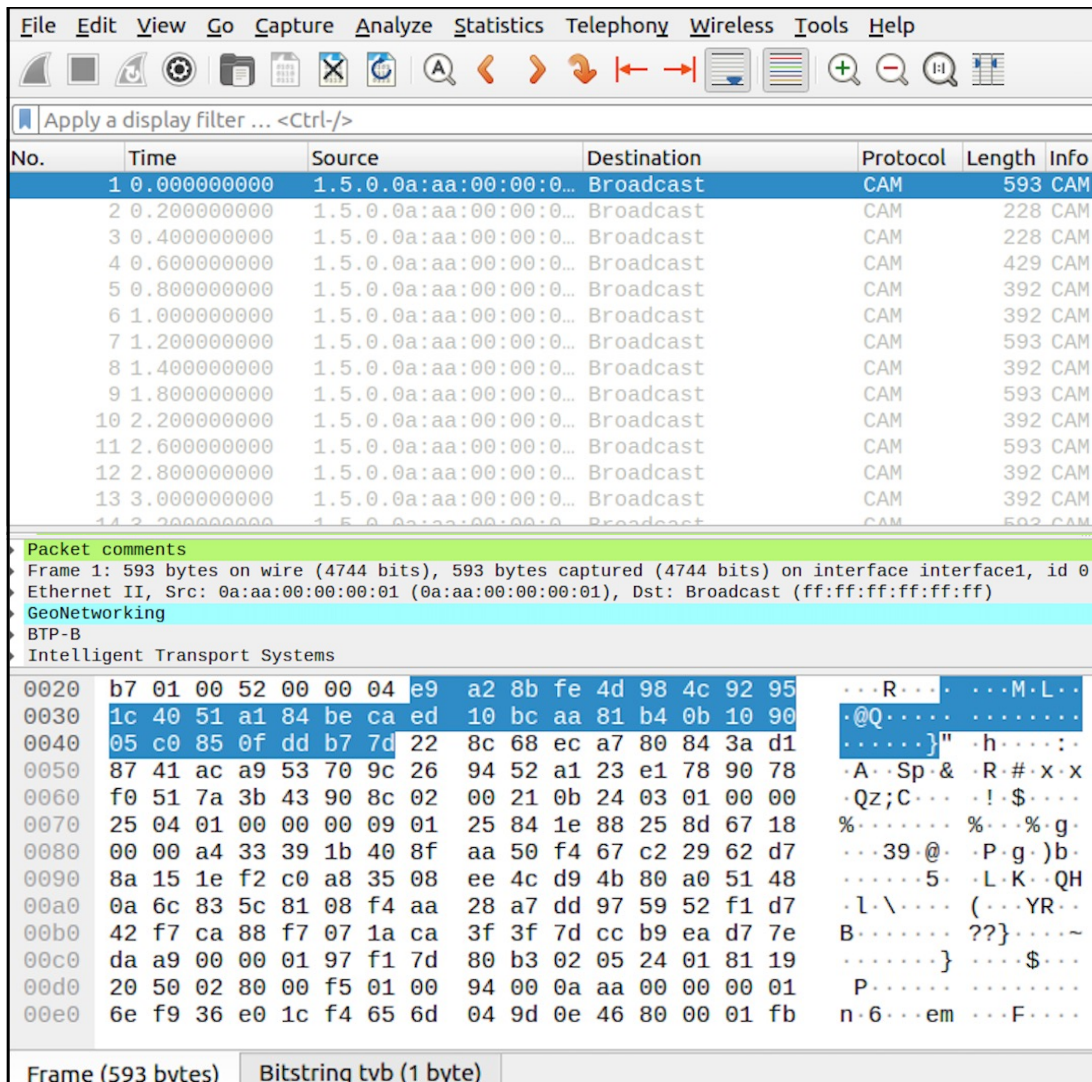 File Edit View Go Capture Analyze Statistics Telephony Wireless Tools Help
Apply a display filter ... <Ctrl-/>
No. Time Source Destination Protocol Length Info
1 0.000000000 1.5.0.0a:aa:00:00:0… Broadcast CAM 593 CAM
2 0.200000000 1.5.0.0a:aa:00:00:0… Broadcast CAM 228 CAM
3 0.400000000 1.5.0.0a:aa:00:00:0… Broadcast CAM 228 CAM
4 0.600000000 1.5.0.0a:aa:00:00:0… Broadcast CAM 429 CAM
5 0.800000000 1.5.0.0a:aa:00:00:0… Broadcast CAM 392 CAM
6 1.000000000 1.5.0.0a:aa:00:00:0… Broadcast CAM 392 CAM
7 1.200000000 1.5.0.0a:aa:00:00:0… Broadcast CAM 593 CAM
8 1.400000000 1.5.0.0a:aa:00:00:0… Broadcast CAM 392 CAM
9 1.800000000 1.5.0.0a:aa:00:00:0… Broadcast CAM 593 CAM
10 2.200000000 1.5.0.0a:aa:00:00:0… Broadcast CAM 392 CAM
11 2.600000000 1.5.0.0a:aa:00:00:0… Broadcast CAM 593 CAM
12 2.800000000 1.5.0.0a:aa:00:00:0… Broadcast CAM 392 CAM
13 3.000000000 1.5.0.0a:aa:00:00:0… Broadcast CAM 392 CAM
14 3.200000000 1.5.0.0a:aa:00:00:0… Broadcast CAM 593 CAM
Packet comments
Frame 1: 593 bytes on wire (4744 bits), 593 bytes captured (4744 bits) on interface interface1, id 0
Ethernet II, Src: 0a:aa:00:00:00:01 (0a:aa:00:00:00:01), Dst: Broadcast (ff:ff:ff:ff:ff:ff)
GeoNetworking
BTP-B
Intelligent Transport Systems
0020 b7 01 00 52 00 00 04 e9 a2 8b fe 4d 98 4c 92 95 ···R···· ···M·L··
0030 1c 40 51 a1 84 be ca ed 10 bc aa 81 b4 0b 10 90 ·@Q····· ········
0040 05 c0 85 0f dd b7 7d 22 8c 68 ec a7 80 84 3a d1 ······}" ·h····:·
0050 87 41 ac a9 53 70 9c 26 94 52 a1 23 e1 78 90 78 ·A··Sp·& ·R·#·x·x
0060 f0 51 7a 3b 43 90 8c 02 00 21 0b 24 03 01 00 00 ·Qz;C··· ·!·$····
0070 25 04 01 00 00 00 09 01 25 84 1e 88 25 8d 67 18 %······· %···%·g·
0080 00 00 a4 33 39 1b 40 8f aa 50 f4 67 c2 29 62 d7 ···39·@· ·P·g·)b·
0090 8a 15 1e f2 c0 a8 35 08 ee 4c d9 4b 80 a0 51 48 ······5· ·L·K··QH
00a0 0a 6c 83 5c 81 08 f4 aa 28 a7 dd 97 59 52 f1 d7 ·l·\···· (···YR··
00b0 42 f7 ca 88 f7 07 1a ca 3f 3f 7d cc b9 ea d7 7e B······· ??}····~
00c0 da a9 00 00 01 97 f1 7d 80 b3 02 05 24 01 81 19 ·······} ····$···
00d0 20 50 02 80 00 f5 01 00 94 00 0a aa 00 00 00 01 P······ ········
00e0 6e f9 36 e0 1c f4 65 6d 04 9d 0e 46 80 00 01 fb n·6···em ···F····
Frame (593 bytes) Bitstring tvb (1 byte)